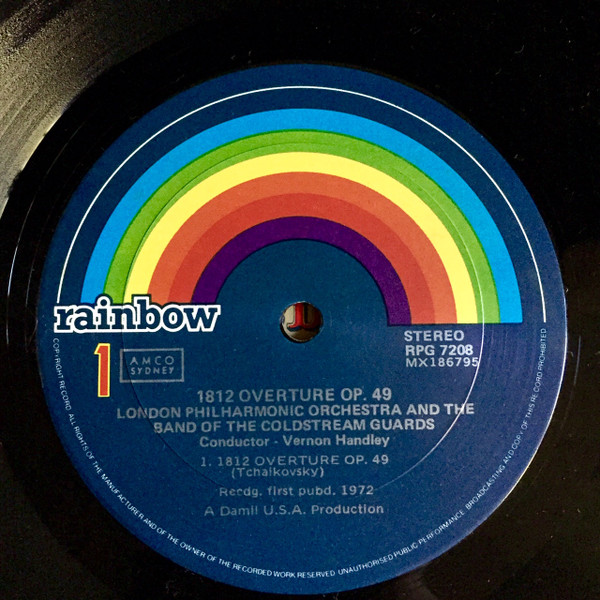 rainbow
1
AMCO
SYDNEY
STEREO
RPG 7208
MX186795
1812 OVERTURE OP. 49
LONDON PHILHARMONIC ORCHESTRA AND THE
BAND OF THE COLDSTREAM GUARDS
Conductor - Vernon Handley
1. 1812 OVERTURE OP. 49
(Tchaikovsky)
Recdg. first pubd. 1972
A Damil U.S.A. Production
COPYRIGHT RECORD. ALL RIGHTS OF THE MANUFACTURER AND OF THE OWNER OF THE RECORDED WORK RESERVED. UNAUTHORISED PUBLIC PERFORMANCE, BROADCASTING AND COPY OF THIS RECORD PROHIBITED